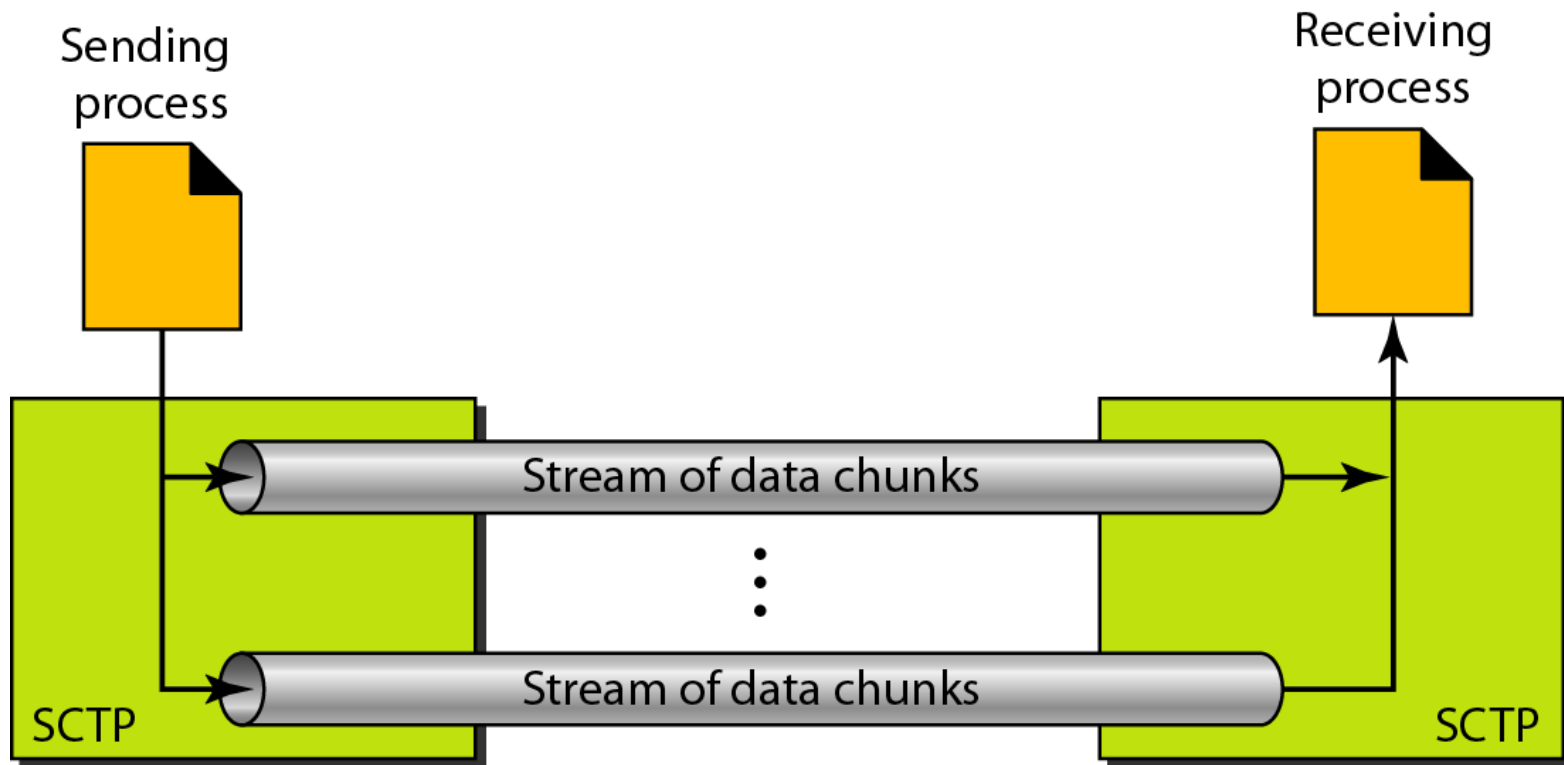 Sending
process
Receiving
process
Stream of data chunks
Stream of data chunks
SCTP
SCTP